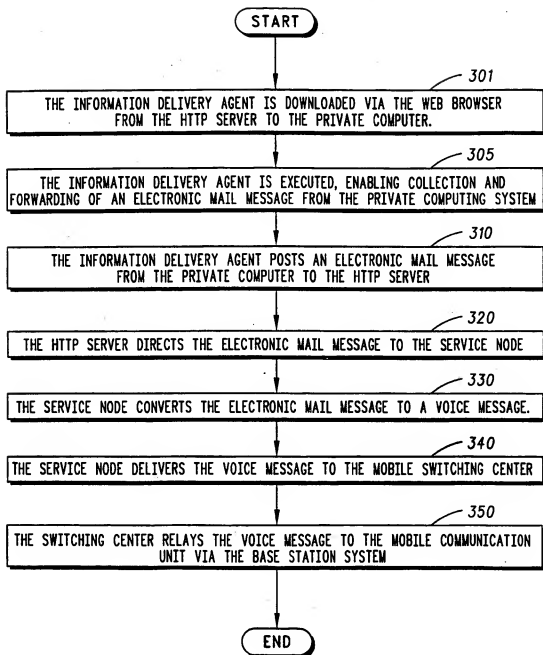 START
301
THE INFORMATION DELIVERY AGENT IS DOWNLOADED VIA THE WEB BROWSER
FROM THE HTTP SERVER TO THE PRIVATE COMPUTER.
305
THE INFORMATION DELIVERY AGENT IS EXECUTED, ENABLING COLLECTION AND
FORWARDING OF AN ELECTRONIC MAIL MESSAGE FROM THE PRIVATE COMPUTING SYSTEM
310
THE INFORMATION DELIVERY AGENT POSTS AN ELECTRONIC MAIL MESSAGE
FROM THE PRIVATE COMPUTER TO THE HTTP SERVER
320
THE HTTP SERVER DIRECTS THE ELECTRONIC MAIL MESSAGE TO THE SERVICE NODE
330
THE SERVICE NODE CONVERTS THE ELECTRONIC MAIL MESSAGE TO A VOICE MESSAGE.
340
THE SERVICE NODE DELIVERS THE VOICE MESSAGE TO THE MOBILE SWITCHING CENTER
350
THE SWITCHING CENTER RELAYS THE VOICE MESSAGE TO THE MOBILE COMMUNICATION
UNIT VIA THE BASE STATION SYSTEM
END